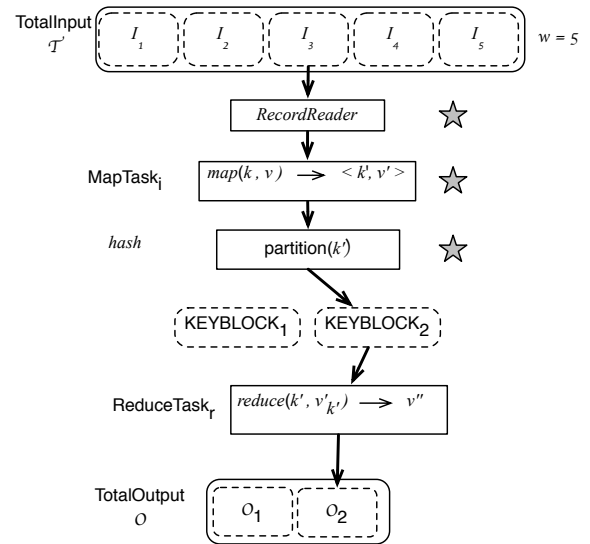 TotalInput
𝒯
I₁ I₂ I₃ I₄ I₅
w = 5
RecordReader
MapTaskᵢ
map(k , v ) → < k', v' >
hash
partition(k')
KEYBLOCK₁ KEYBLOCK₂
ReduceTaskᵣ
reduce(k', v'ₖ') → v''
TotalOutput
𝒪
𝒪₁ 𝒪₂